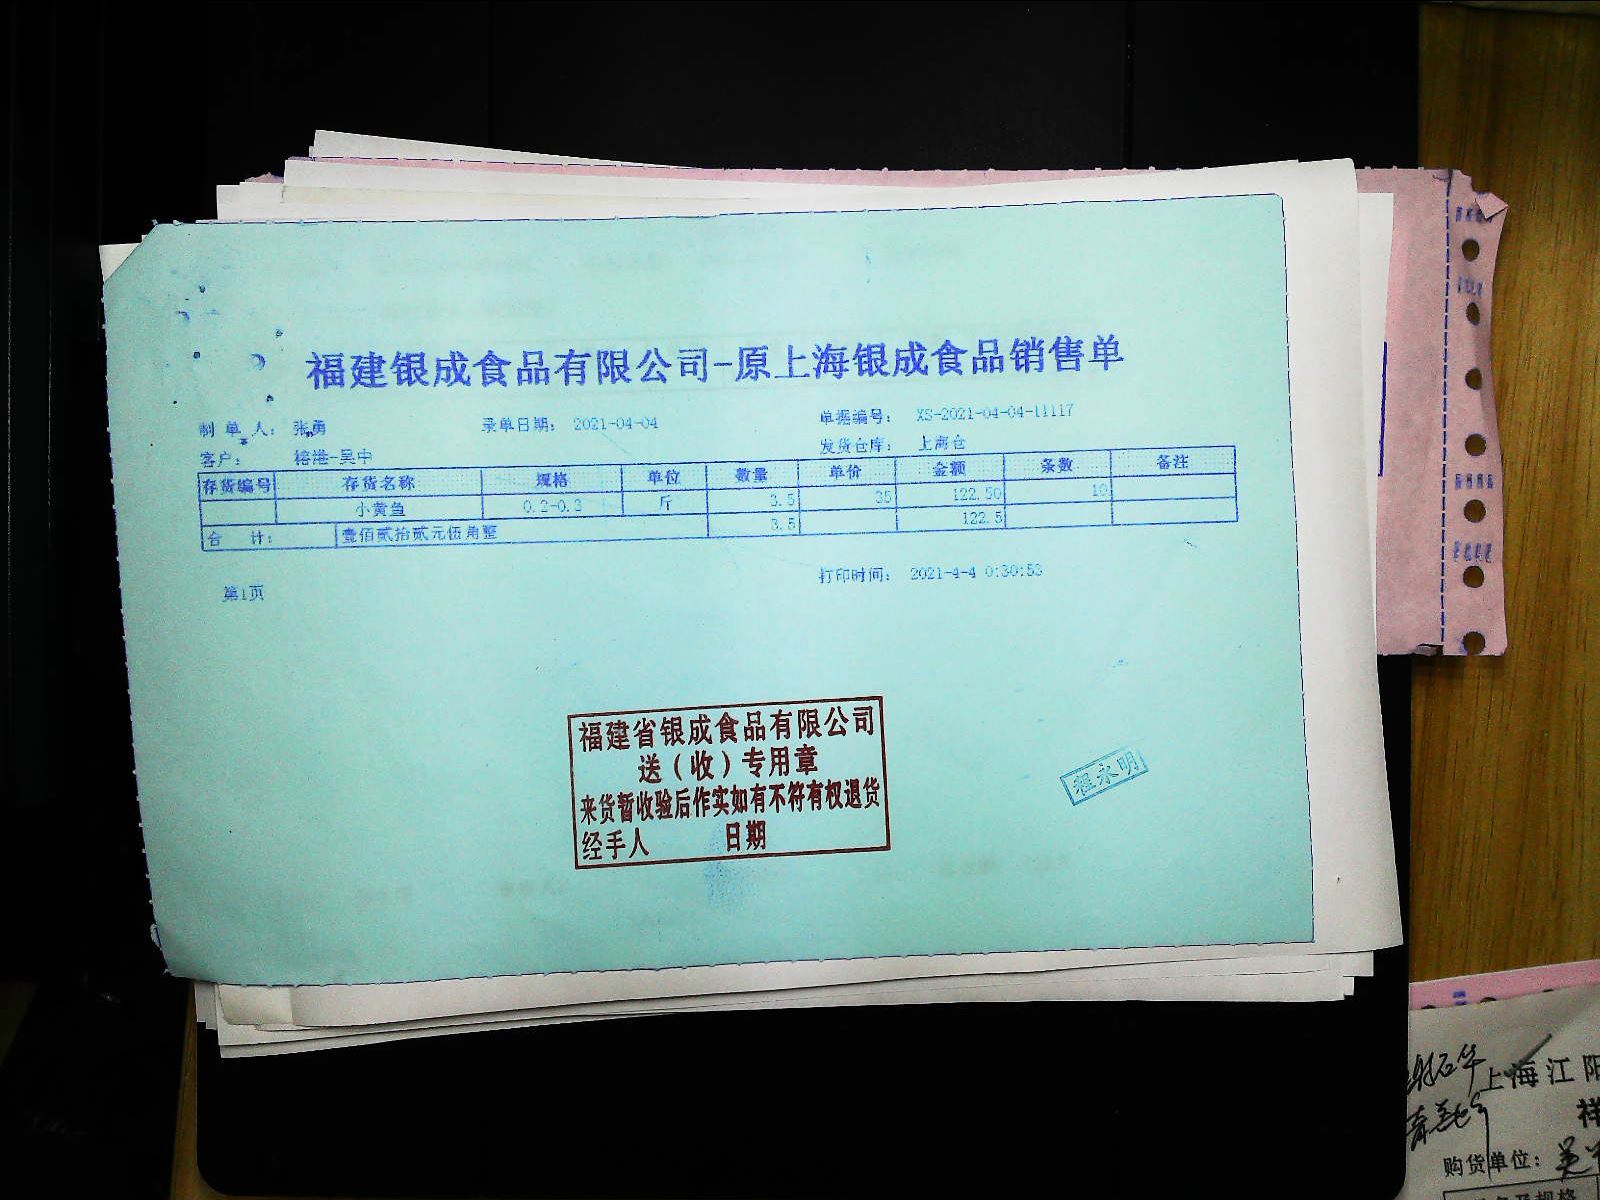 福建银成食品有限公司-原上海银成食品销售单
制 单 人： 张勇 录单日期： 2021-04-04 单据编号： XS-2021-04-04-11117
客户： 榕港-吴中 发货仓库： 上海仓
存货编号 存货名称 规格 单位 数量 单价 金额 条数 备注
小黄鱼 0.2-0.3 斤 3.5 35 122.50 10
合 计： 壹佰贰拾贰元伍角整 3.5 122.5
第1页 打印时间： 2021-4-4 0:30:53
福建省银成食品有限公司
送（收）专用章
来货暂收验后作实如有不符有权退货
经手人 日期
程永明
上海江阳
祥
购货单位：